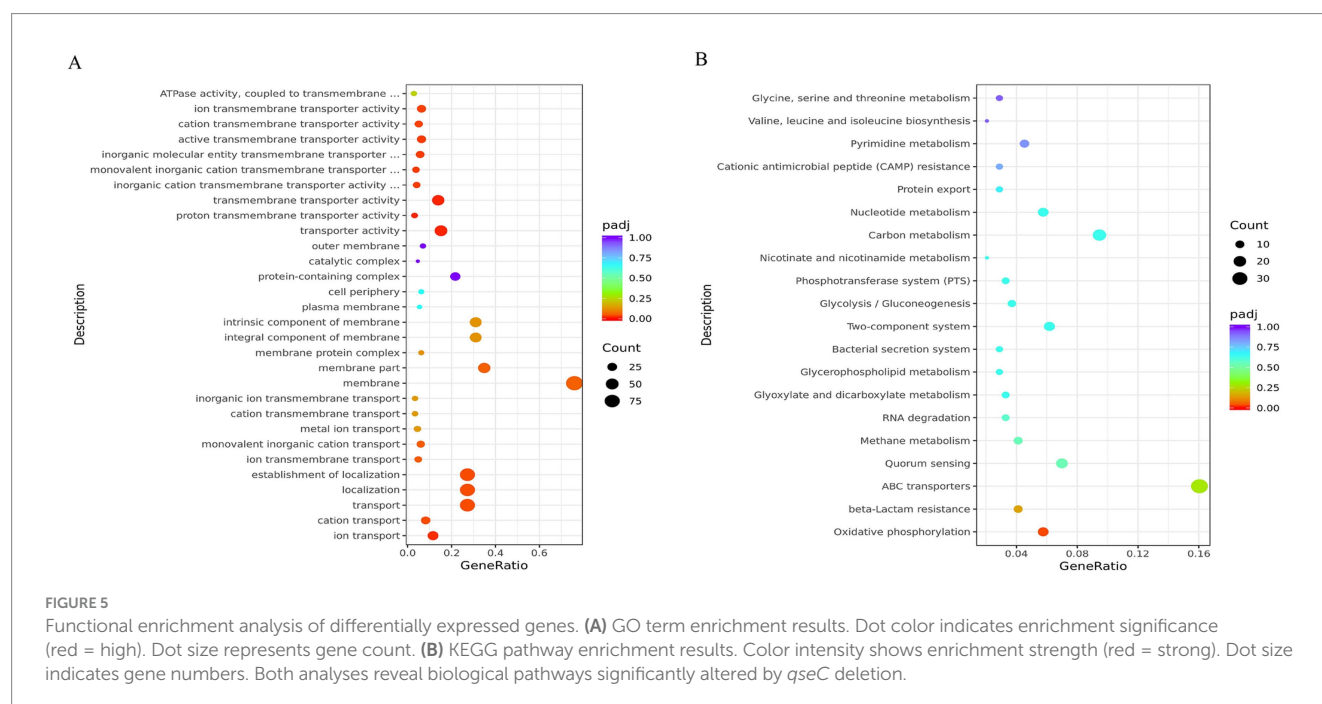 A
ATPase activity, coupled to transmembrane ...
ion transmembrane transporter activity
cation transmembrane transporter activity
active transmembrane transporter activity
inorganic molecular entity transmembrane transporter ...
monovalent inorganic cation transmembrane transporter ...
inorganic cation transmembrane transporter activity ...
transmembrane transporter activity
proton transmembrane transporter activity
transporter activity
outer membrane
catalytic complex
protein-containing complex
cell periphery
plasma membrane
intrinsic component of membrane
integral component of membrane
membrane protein complex
membrane part
membrane
inorganic ion transmembrane transport
cation transmembrane transport
metal ion transport
monovalent inorganic cation transport
ion transmembrane transport
establishment of localization
localization
transport
cation transport
ion transport
Description
0.0 0.2 0.4 0.6
GeneRatio
padj
1.00
0.75
0.50
0.25
0.00
Count
25
50
75
B
Glycine, serine and threonine metabolism
Valine, leucine and isoleucine biosynthesis
Pyrimidine metabolism
Cationic antimicrobial peptide (CAMP) resistance
Protein export
Nucleotide metabolism
Carbon metabolism
Nicotinate and nicotinamide metabolism
Phosphotransferase system (PTS)
Glycolysis / Gluconeogenesis
Two-component system
Bacterial secretion system
Glycerophospholipid metabolism
Glyoxylate and dicarboxylate metabolism
RNA degradation
Methane metabolism
Quorum sensing
ABC transporters
beta-Lactam resistance
Oxidative phosphorylation
Description
0.04 0.08 0.12 0.16
GeneRatio
Count
10
20
30
padj
1.00
0.75
0.50
0.25
0.00
FIGURE 5
Functional enrichment analysis of differentially expressed genes. (A) GO term enrichment results. Dot color indicates enrichment significance
(red = high). Dot size represents gene count. (B) KEGG pathway enrichment results. Color intensity shows enrichment strength (red = strong). Dot size
indicates gene numbers. Both analyses reveal biological pathways significantly altered by qseC deletion.